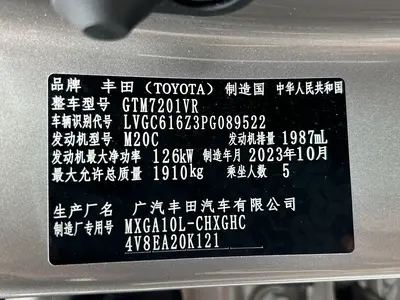 品牌 丰田(TOYOTA) 制造国 中华人民共和国
整车型号 GTM7201VR
车辆识别代号 LVGC616Z3PG089522
发动机型号 M20C 发动机排量 1987mL
发动机最大净功率 126kW 制造年月 2023年10月
最大允许总质量 1910kg 乘坐人数 5
生产厂名 广汽丰田汽车有限公司
制造厂专用号 MXGA10L-CHXGHC
4V8EA20K121